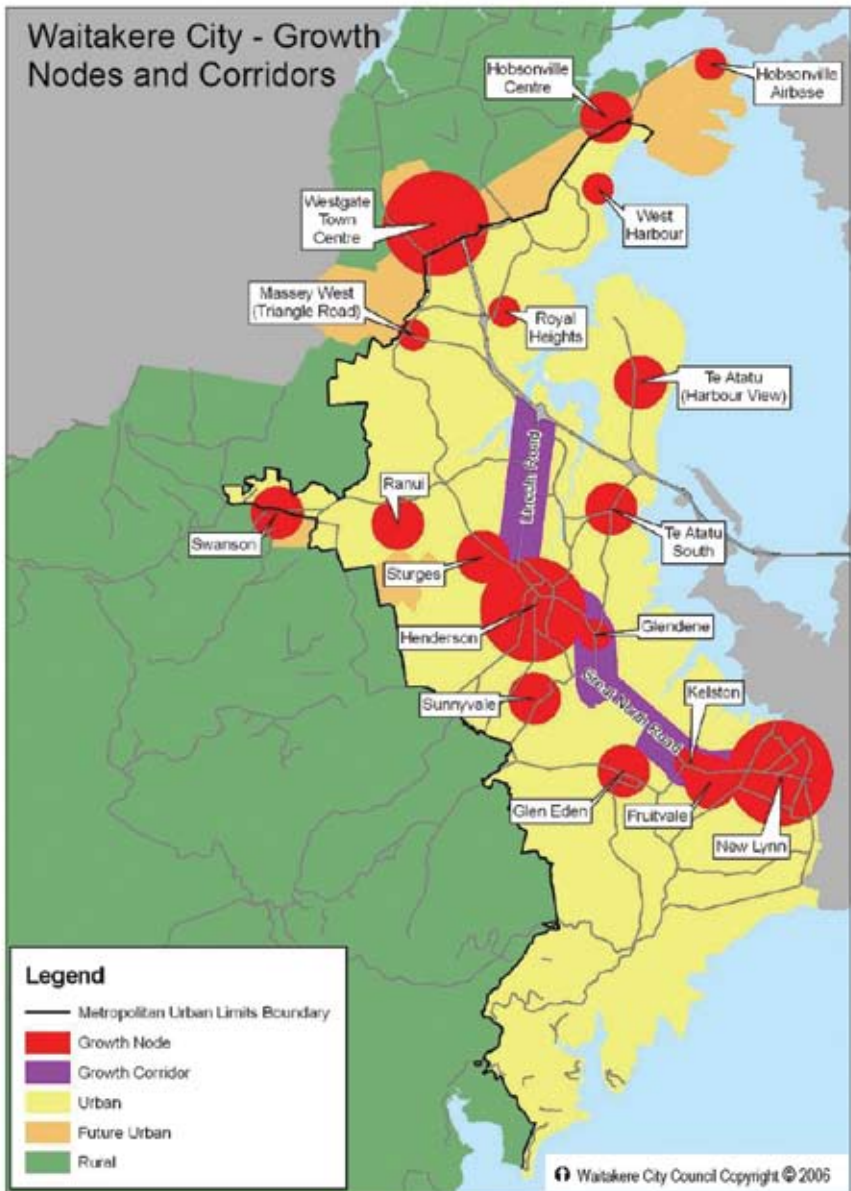 Waitakere City - Growth
Nodes and Corridors
Hobsonville
Centre
Hobsonville
Airbase
Westgate
Town
Centre
West
Harbour
Massey West
(Triangle Road)
Royal
Heights
Te Atatu
(Harbour View)
Lincoln Road
Ranui
Swanson
Te Atatu
South
Sturges
Henderson
Glendene
Sunnyvale
Great North Road
Kelston
Glen Eden
Fruitvale
New Lynn
Legend
Metropolitan Urban Limits Boundary
Growth Node
Growth Corridor
Urban
Future Urban
Rural
Waitakere City Council Copyright © 2006